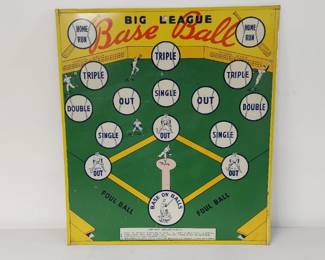 BIG LEAGUE
Base Ball
HOME RUN
HOME RUN
TRIPLE
TRIPLE
TRIPLE
DOUBLE
OUT
SINGLE
OUT
DOUBLE
SINGLE
OUT
SINGLE
OUT
OUT
FOUL BALL
BASE ON BALLS
FOUL BALL